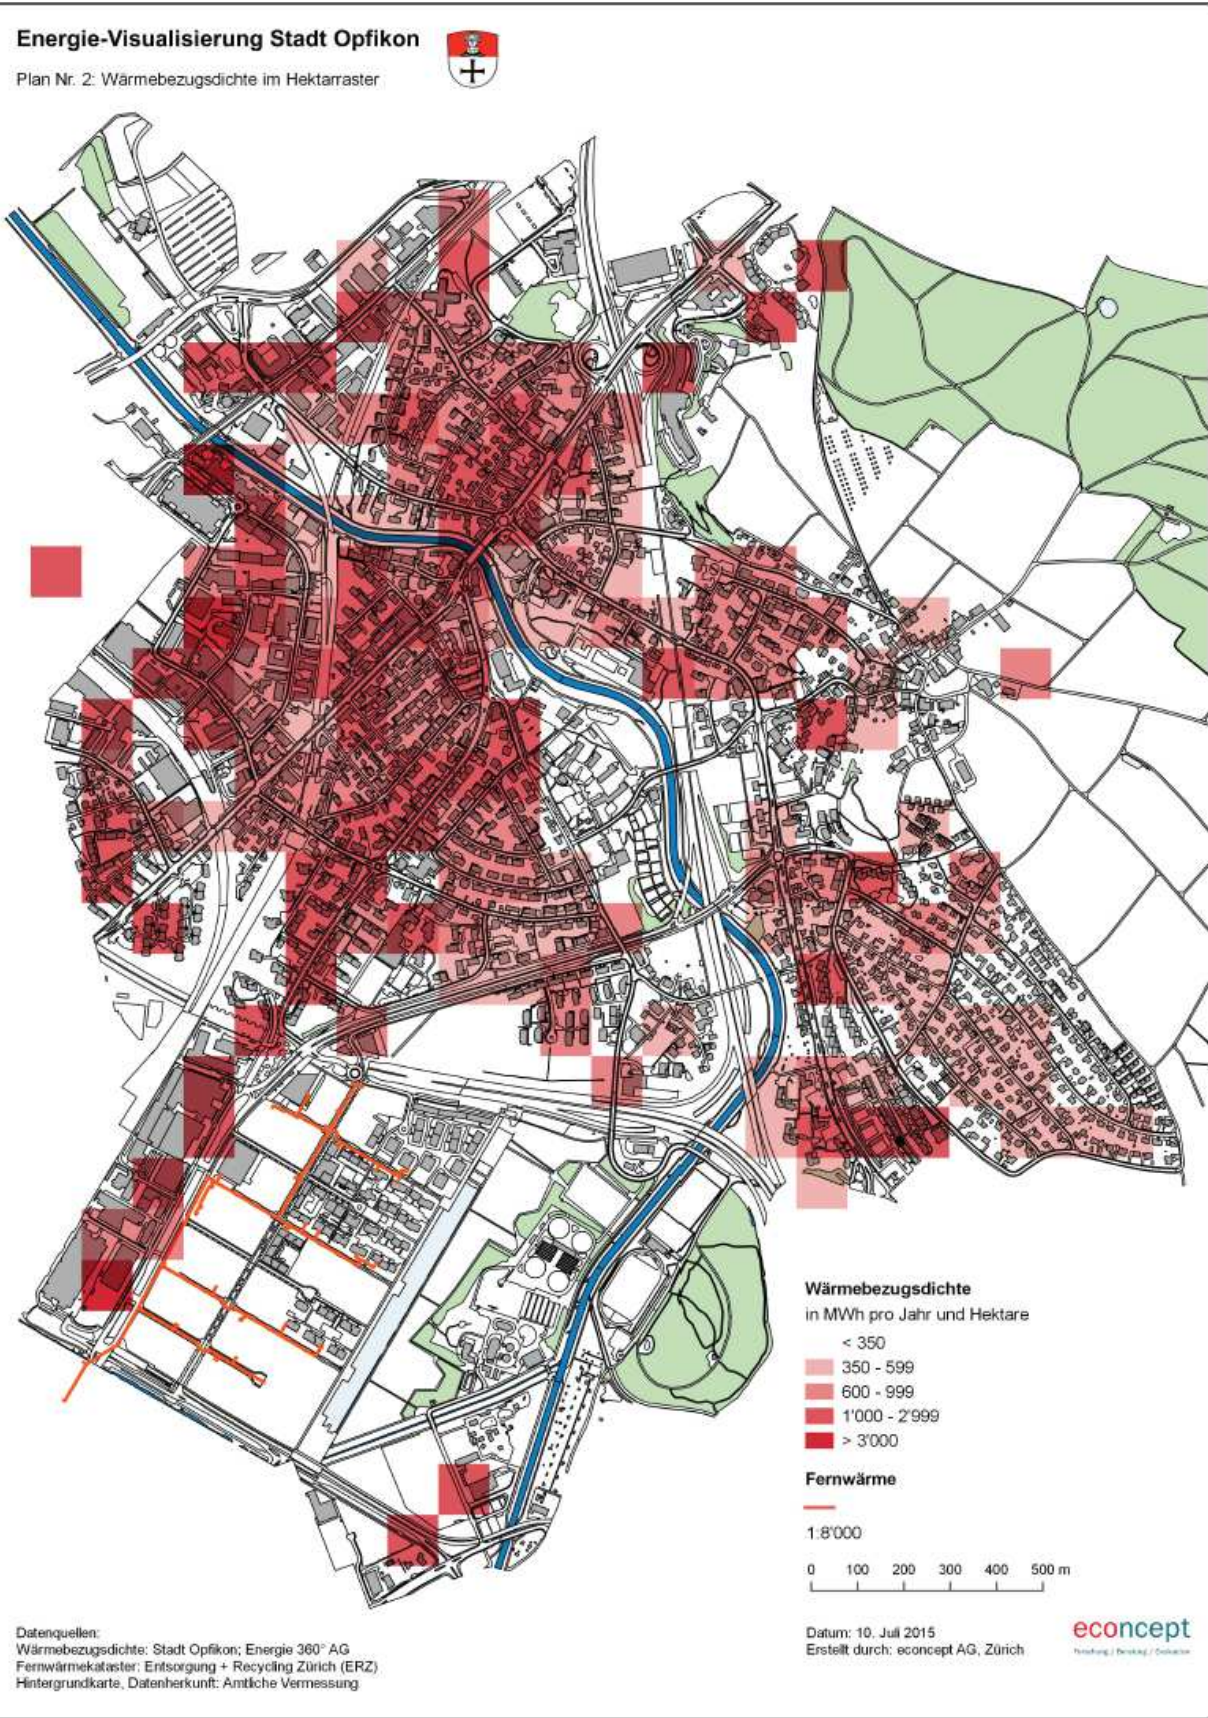 Energie-Visualisierung Stadt Opfikon
Plan Nr. 2: Wärmebezugsdichte im Hektarraster
Wärmebezugsdichte
in MWh pro Jahr und Hektare
< 350
350 - 599
600 - 999
1'000 - 2'999
> 3'000
Fernwärme
1:8'000
0 100 200 300 400 500 m
Datenquellen:
Wärmebezugsdichte: Stadt Opfikon; Energie 360° AG
Fernwärmekataster: Entsorgung + Recycling Zürich (ERZ)
Hintergrundkarte, Datenherkunft: Amtliche Vermessung
Datum: 10. Juli 2015
Erstellt durch: econcept AG, Zürich
econcept
Forschung / Beratung / Evaluation